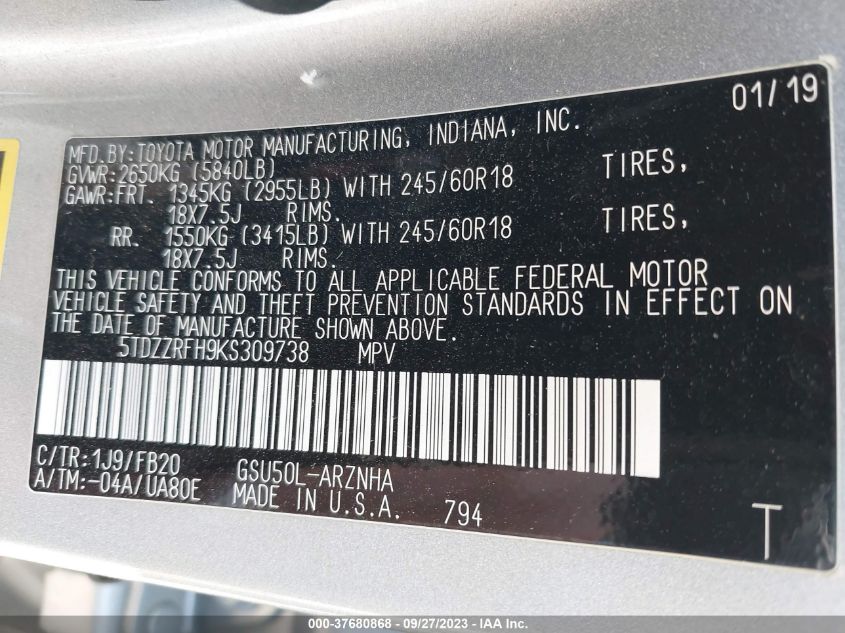 01/19
MFD.BY:TOYOTA MOTOR MANUFACTURING, INDIANA, INC.
GVWR:2650KG (5840LB)
GAWR:FRT. 1345KG (2955LB) WITH 245/60R18 TIRES,
18X7.5J RIMS.
RR. 1550KG (3415LB) WITH 245/60R18 TIRES,
18X7.5J RIMS.
THIS VEHICLE CONFORMS TO ALL APPLICABLE FEDERAL MOTOR
VEHICLE SAFETY AND THEFT PREVENTION STANDARDS IN EFFECT ON
THE DATE OF MANUFACTURE SHOWN ABOVE.
5TDZZRFH9KS309738 MPV
C/TR:1J9/FB20 GSU50L-ARZNHA
A/TM:-04A/UA80E MADE IN U.S.A. 794
T
000-37680868 - 09/27/2023 - IAA Inc.